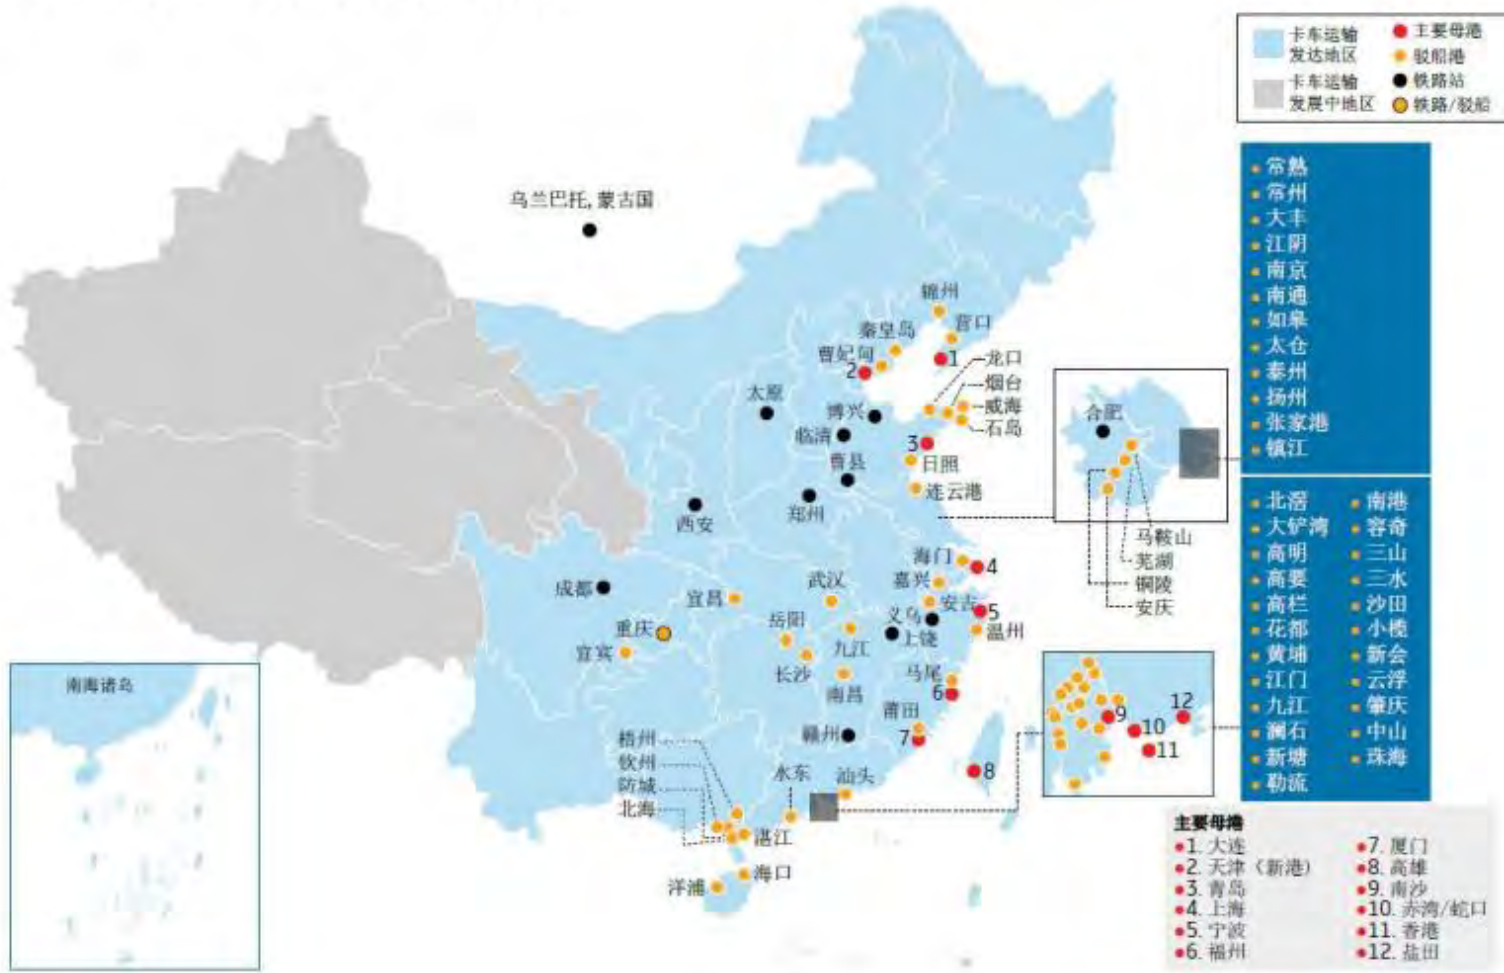 卡车运输
发达地区
卡车运输
发展中地区
主要母港
驳船港
铁路站
铁路/驳船
乌兰巴托, 蒙古国
锦州
营口
秦皇岛
曹妃甸
1
2
龙口
烟台
威海
石岛
太原
博兴
临清
3
日照
曹县
连云港
郑州
西安
合肥
马鞍山
芜湖
铜陵
安庆
成都
重庆
宜宾
宜昌
武汉
岳阳
九江
长沙
南昌
海门
4
嘉兴
安吉
5
义乌
上饶
温州
马尾
6
莆田
7
赣州
8
梧州
钦州
防城
北海
水东
汕头
湛江
海口
洋浦
9
10
11
12
南海诸岛
常熟
常州
大丰
江阴
南京
南通
如皋
太仓
泰州
扬州
张家港
镇江
北滘
大铲湾
高明
高要
高栏
花都
黄埔
江门
九江
澜石
新塘
勒流
南港
容奇
三山
三水
沙田
小榄
新会
云浮
肇庆
中山
珠海
主要母港
1. 大连
2. 天津（新港)
3. 青岛
4. 上海
5. 宁波
6. 福州
7. 厦门
8. 高雄
9. 南沙
10. 赤湾/蛇口
11. 香港
12. 盐田